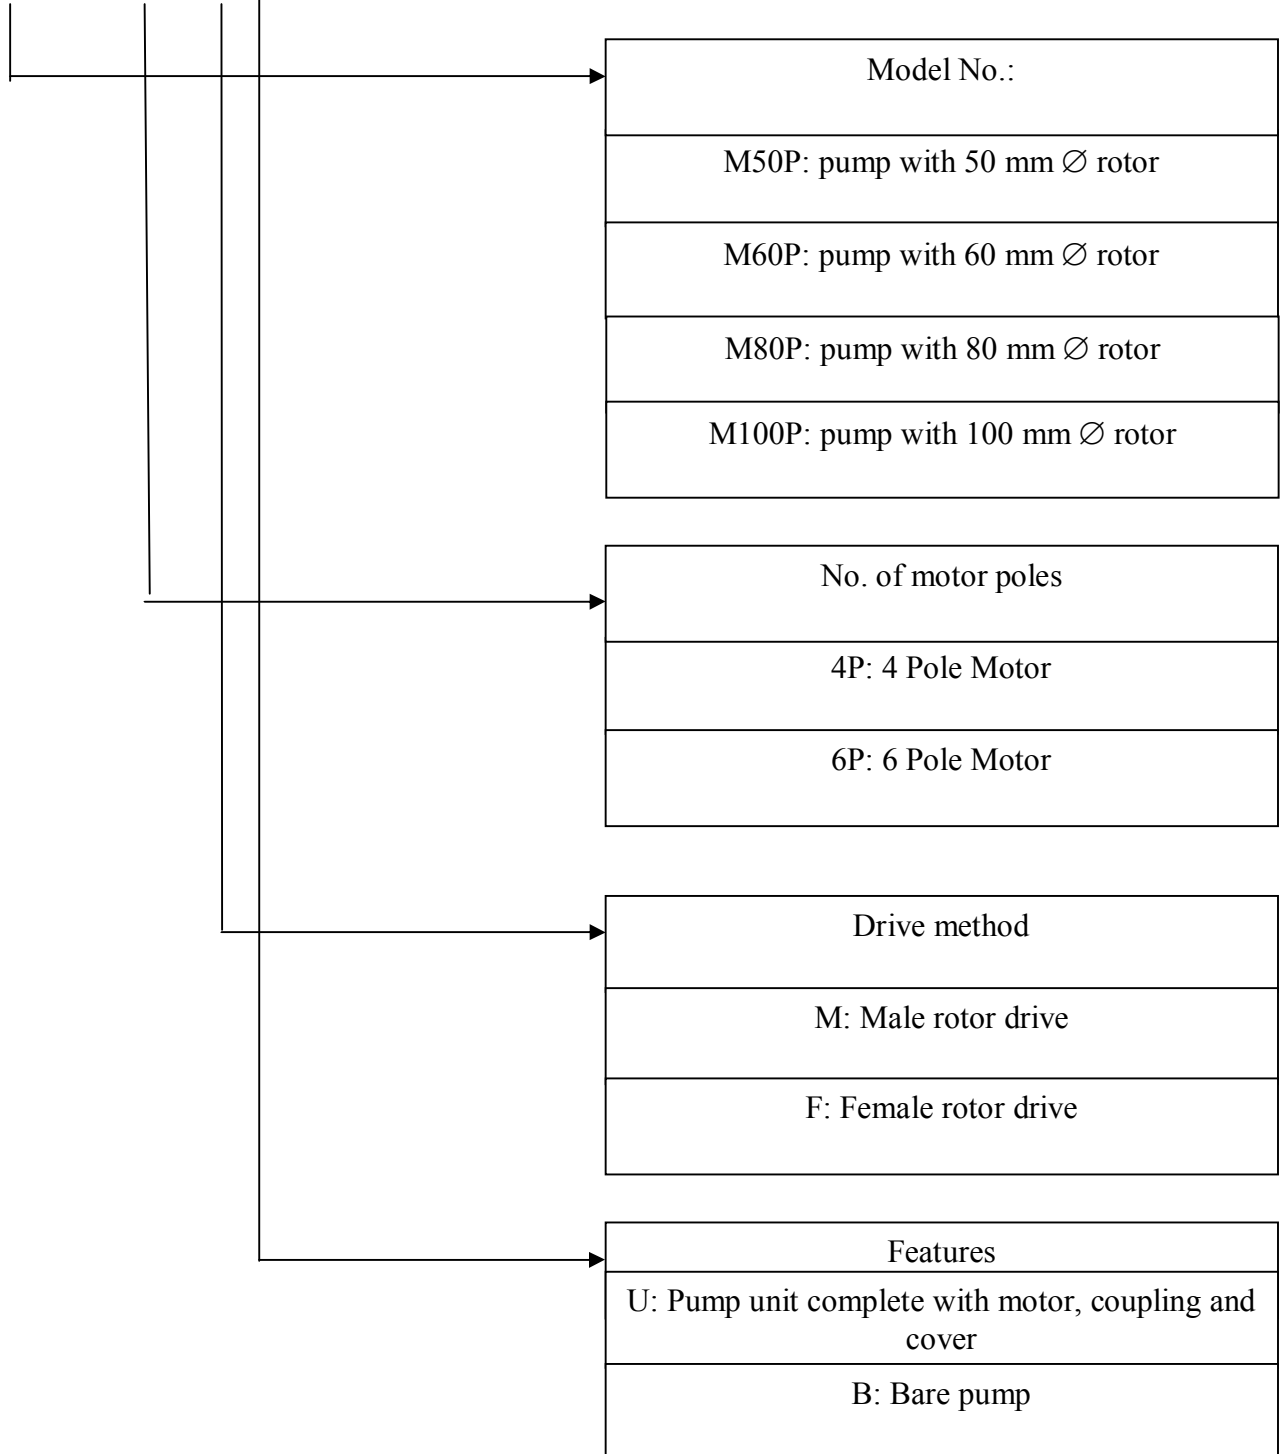 Model No.:
M50P: pump with 50 mm ∅ rotor
M60P: pump with 60 mm ∅ rotor
M80P: pump with 80 mm ∅ rotor
M100P: pump with 100 mm ∅ rotor
No. of motor poles
4P: 4 Pole Motor
6P: 6 Pole Motor
Drive method
M: Male rotor drive
F: Female rotor drive
Features
U: Pump unit complete with motor, coupling and
cover
B: Bare pump